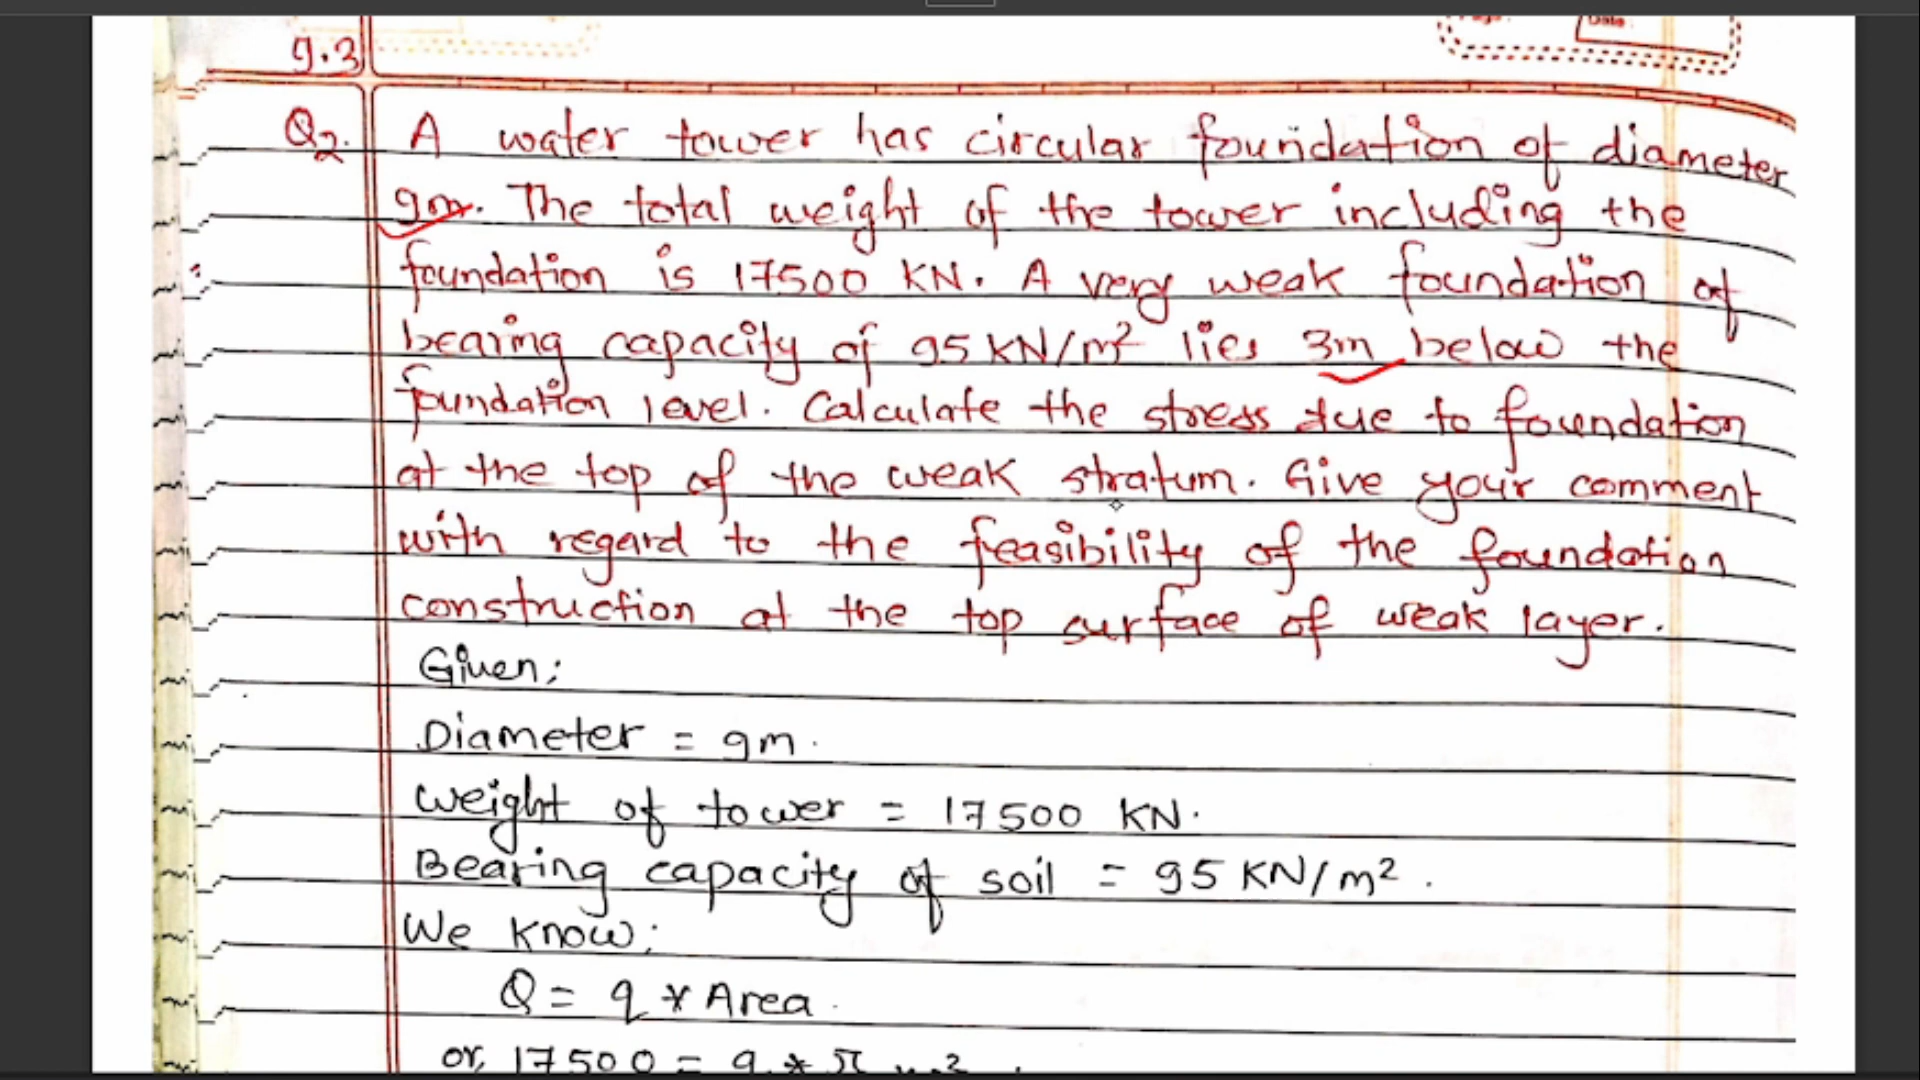 9.3
Q2. A water tower has circular foundation of diameter
9m. The total weight of the tower including the
foundation is 17500 KN. A very weak foundation of
bearing capacity of 95 KN/m² lies 3m below the
foundation level. Calculate the stress due to foundation
at the top of the weak stratum. Give your comment
with regard to the feasibility of the foundation
construction at the top surface of weak layer.
Given:
Diameter = 9m.
Weight of tower = 17500 KN.
Bearing capacity of soil = 95 KN/m².
We know:
Q = q * Area.
or, 17500 = q * π